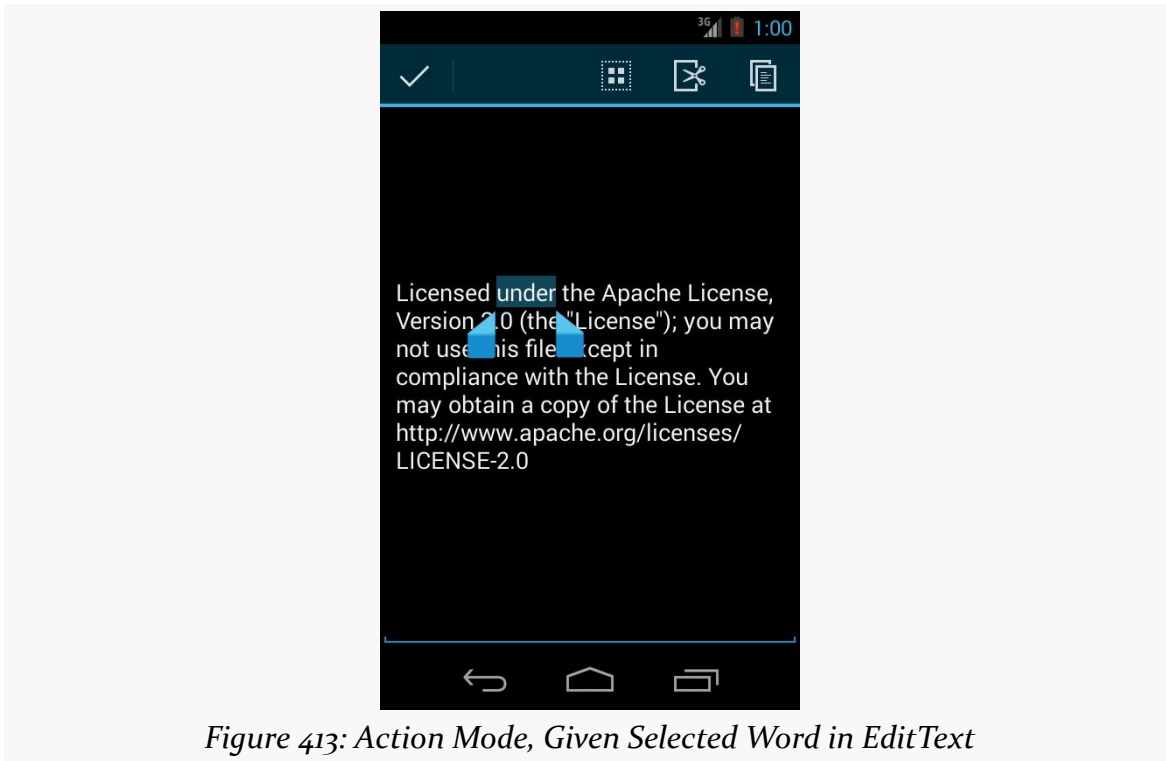 3G 1:00
Licensed under the Apache License,
Version 2.0 (the "License"); you may
not use this file except in
compliance with the License. You
may obtain a copy of the License at
http://www.apache.org/licenses/
LICENSE-2.0
Figure 413: Action Mode, Given Selected Word in EditText